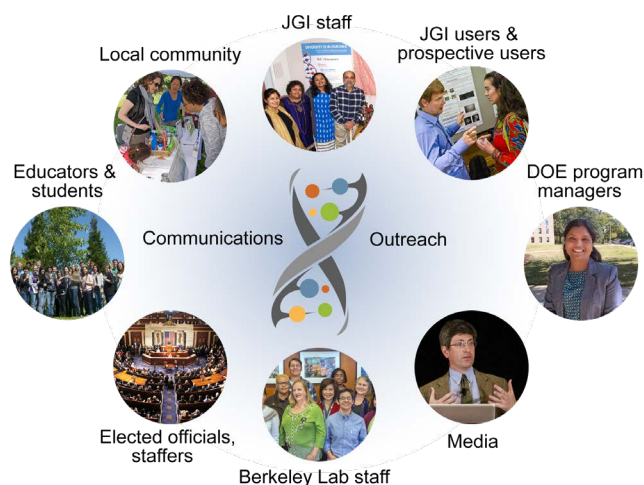 JGI staff
Local community
JGI users &
prospective users
Educators &
students
DOE program
managers
Communications
Outreach
Elected officials,
staffers
Media
Berkeley Lab staff